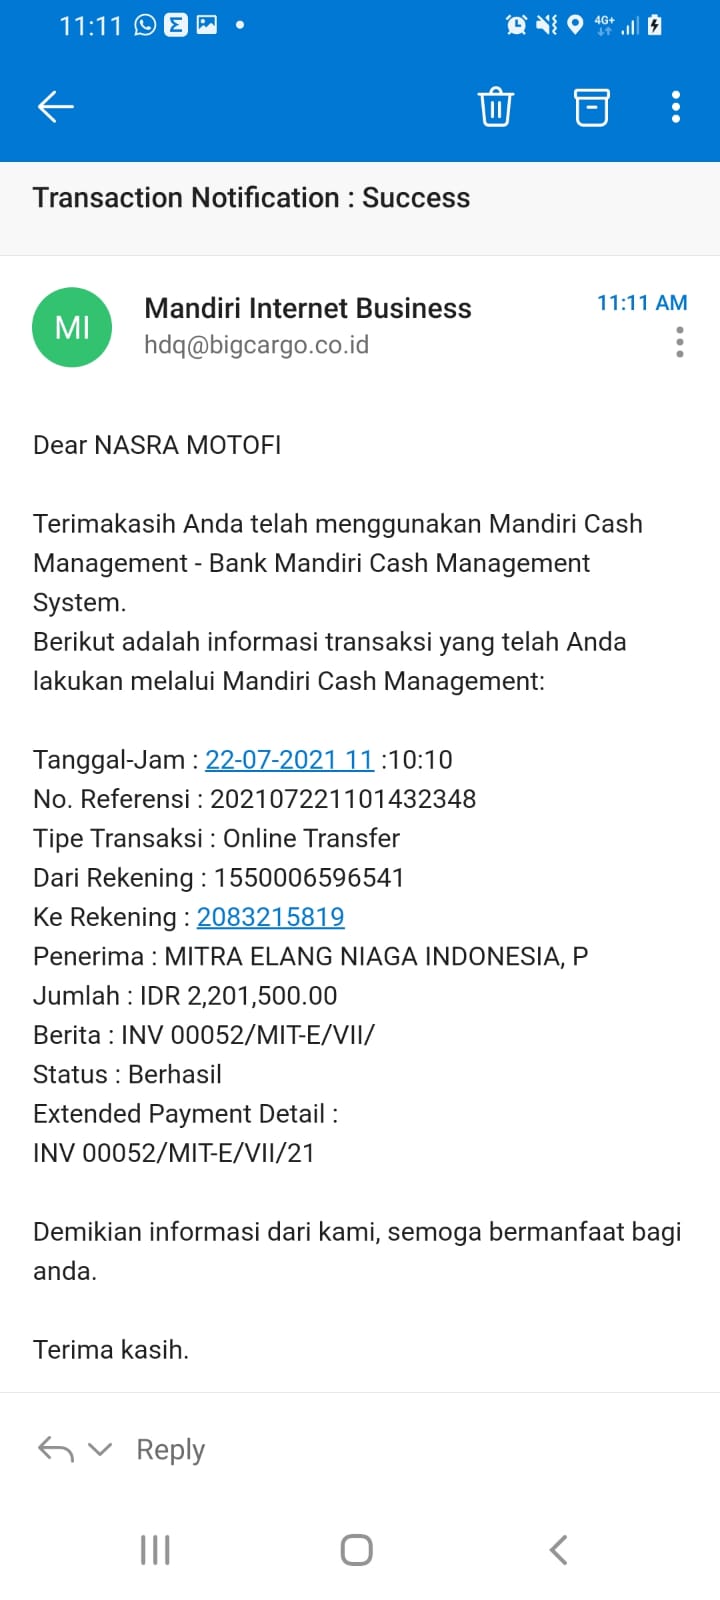 11:11
4G+
Transaction Notification : Success
MI
Mandiri Internet Business
11:11 AM
hdq@bigcargo.co.id
Dear NASRA MOTOFI
Terimakasih Anda telah menggunakan Mandiri Cash
Management - Bank Mandiri Cash Management
System.
Berikut adalah informasi transaksi yang telah Anda
lakukan melalui Mandiri Cash Management:
Tanggal-Jam : 22-07-2021 11 :10:10
No. Referensi : 202107221101432348
Tipe Transaksi : Online Transfer
Dari Rekening : 1550006596541
Ke Rekening : 2083215819
Penerima : MITRA ELANG NIAGA INDONESIA, P
Jumlah : IDR 2,201,500.00
Berita : INV 00052/MIT-E/VII/
Status : Berhasil
Extended Payment Detail :
INV 00052/MIT-E/VII/21
Demikian informasi dari kami, semoga bermanfaat bagi
anda.
Terima kasih.
Reply